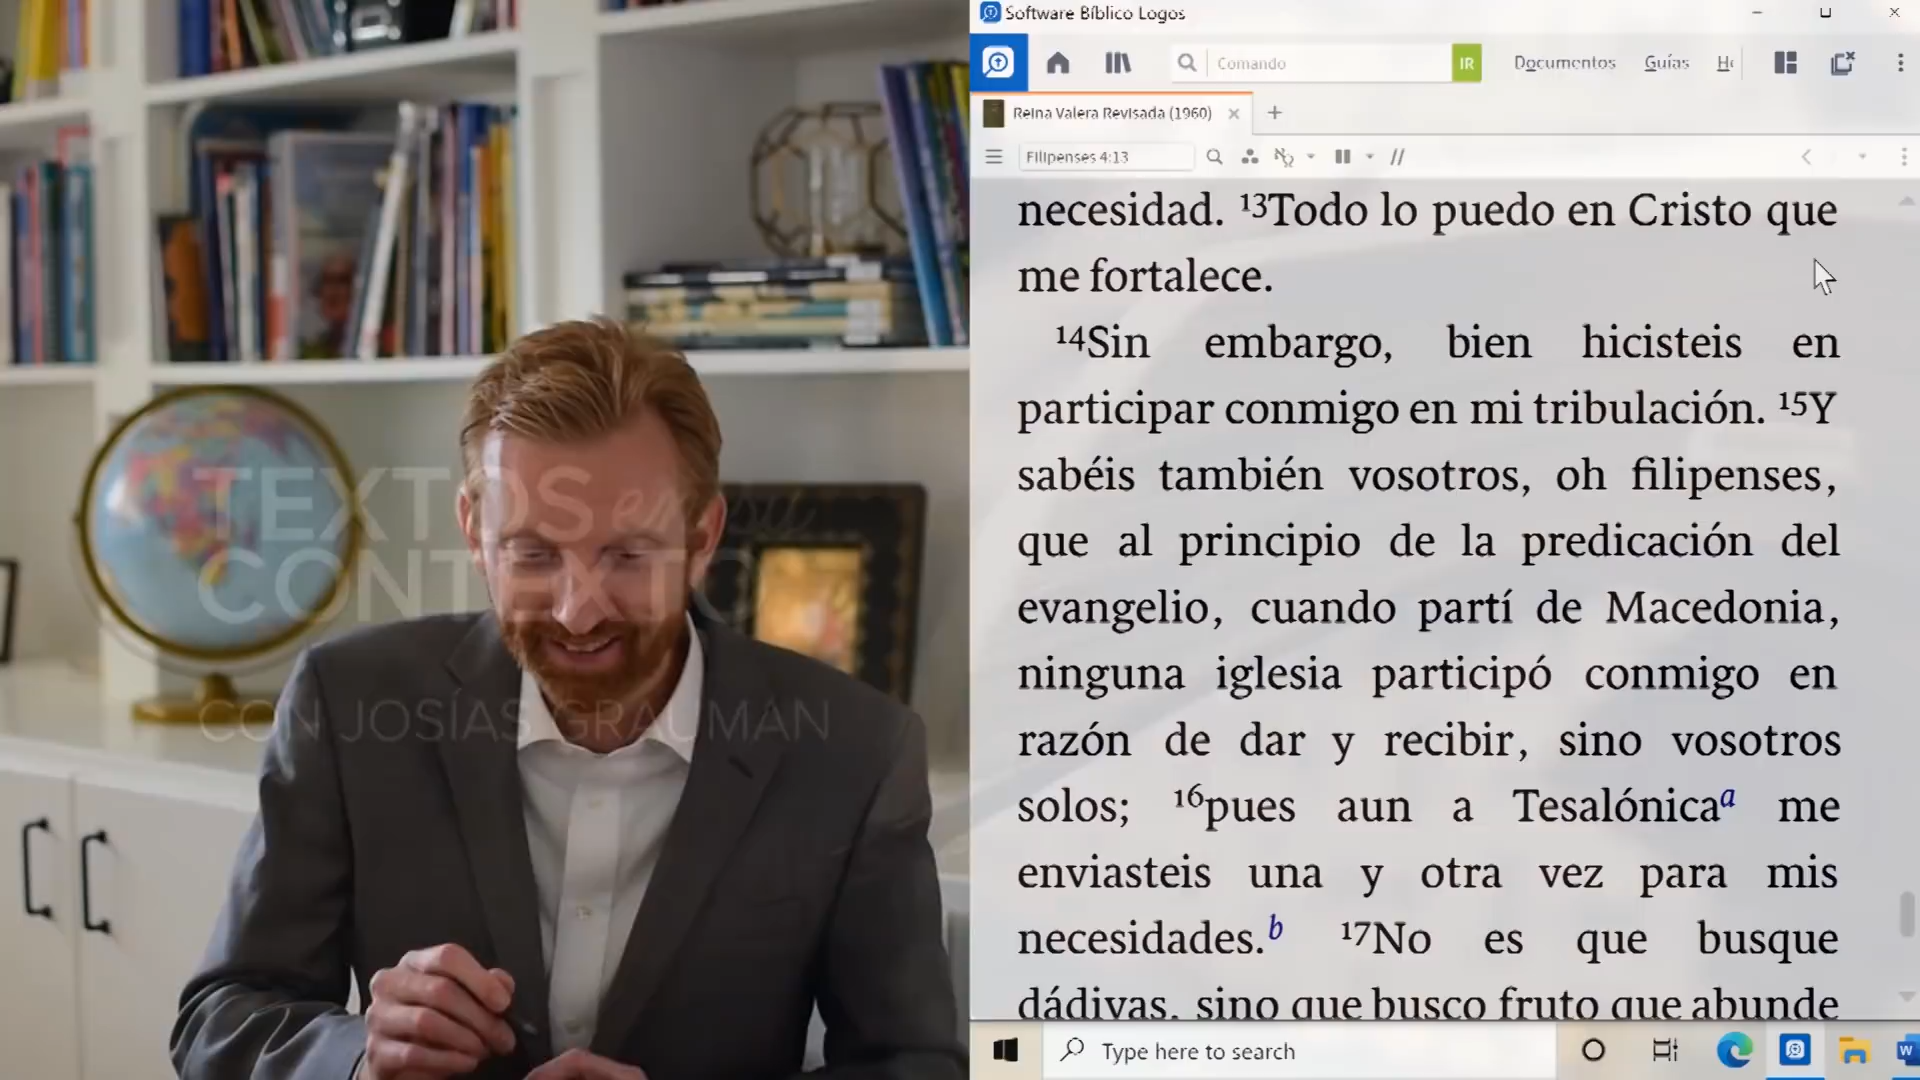 TEXTOS en su
CONTEXTO
CON JOSÍAS GRAUMAN
Software Bíblico Logos
Comando
IR
Documentos
Guías
Reina Valera Revisada (1960)
Filipenses 4:13
necesidad. ¹³Todo lo puedo en Cristo que
me fortalece.
¹⁴Sin embargo, bien hicisteis en
participar conmigo en mi tribulación. ¹⁵Y
sabéis también vosotros, oh filipenses,
que al principio de la predicación del
evangelio, cuando partí de Macedonia,
ninguna iglesia participó conmigo en
razón de dar y recibir, sino vosotros
solos; ¹⁶pues aun a Tesalónicaᵃ me
enviasteis una y otra vez para mis
necesidades.ᵇ ¹⁷No es que busque
dádivas, sino que busco fruto que abunde
Type here to search